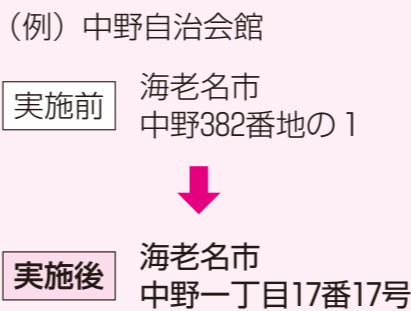 （例）中野自治会館
実施前
海老名市
中野382番地の１
実施後
海老名市
中野一丁目17番17号